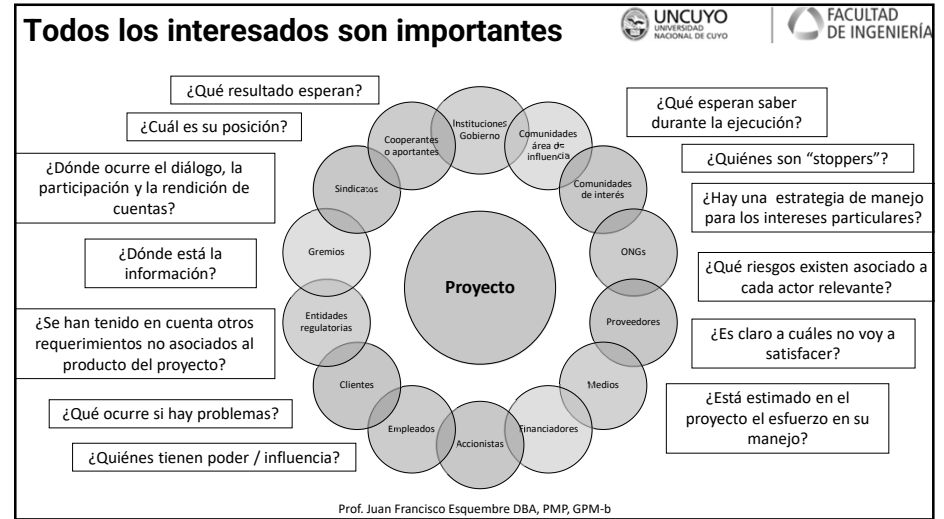 Todos los interesados son importantes
UNCUYO
UNIVERSIDAD
NACIONAL DE CUYO
FACULTAD
DE INGENIERÍA
¿Qué resultado esperan?
¿Cuál es su posición?
¿Dónde ocurre el diálogo, la
participación y la rendición de
cuentas?
¿Dónde está la
información?
¿Se han tenido en cuenta otros
requerimientos no asociados al
producto del proyecto?
¿Qué ocurre si hay problemas?
¿Quiénes tienen poder / influencia?
Instituciones
Gobierno
Comunidades
área de
influencia
Comunidades
de interés
ONGs
Proveedores
Medios
Financiadores
Accionistas
Empleados
Clientes
Entidades
regulatorias
Gremios
Sindicatos
Cooperantes
o aportantes
Proyecto
¿Qué esperan saber
durante la ejecución?
¿Quiénes son “stoppers”?
¿Hay una estrategia de manejo
para los intereses particulares?
¿Qué riesgos existen asociado a
cada actor relevante?
¿Es claro a cuáles no voy a
satisfacer?
¿Está estimado en el
proyecto el esfuerzo en su
manejo?
Prof. Juan Francisco Esquembre DBA, PMP, GPM-b